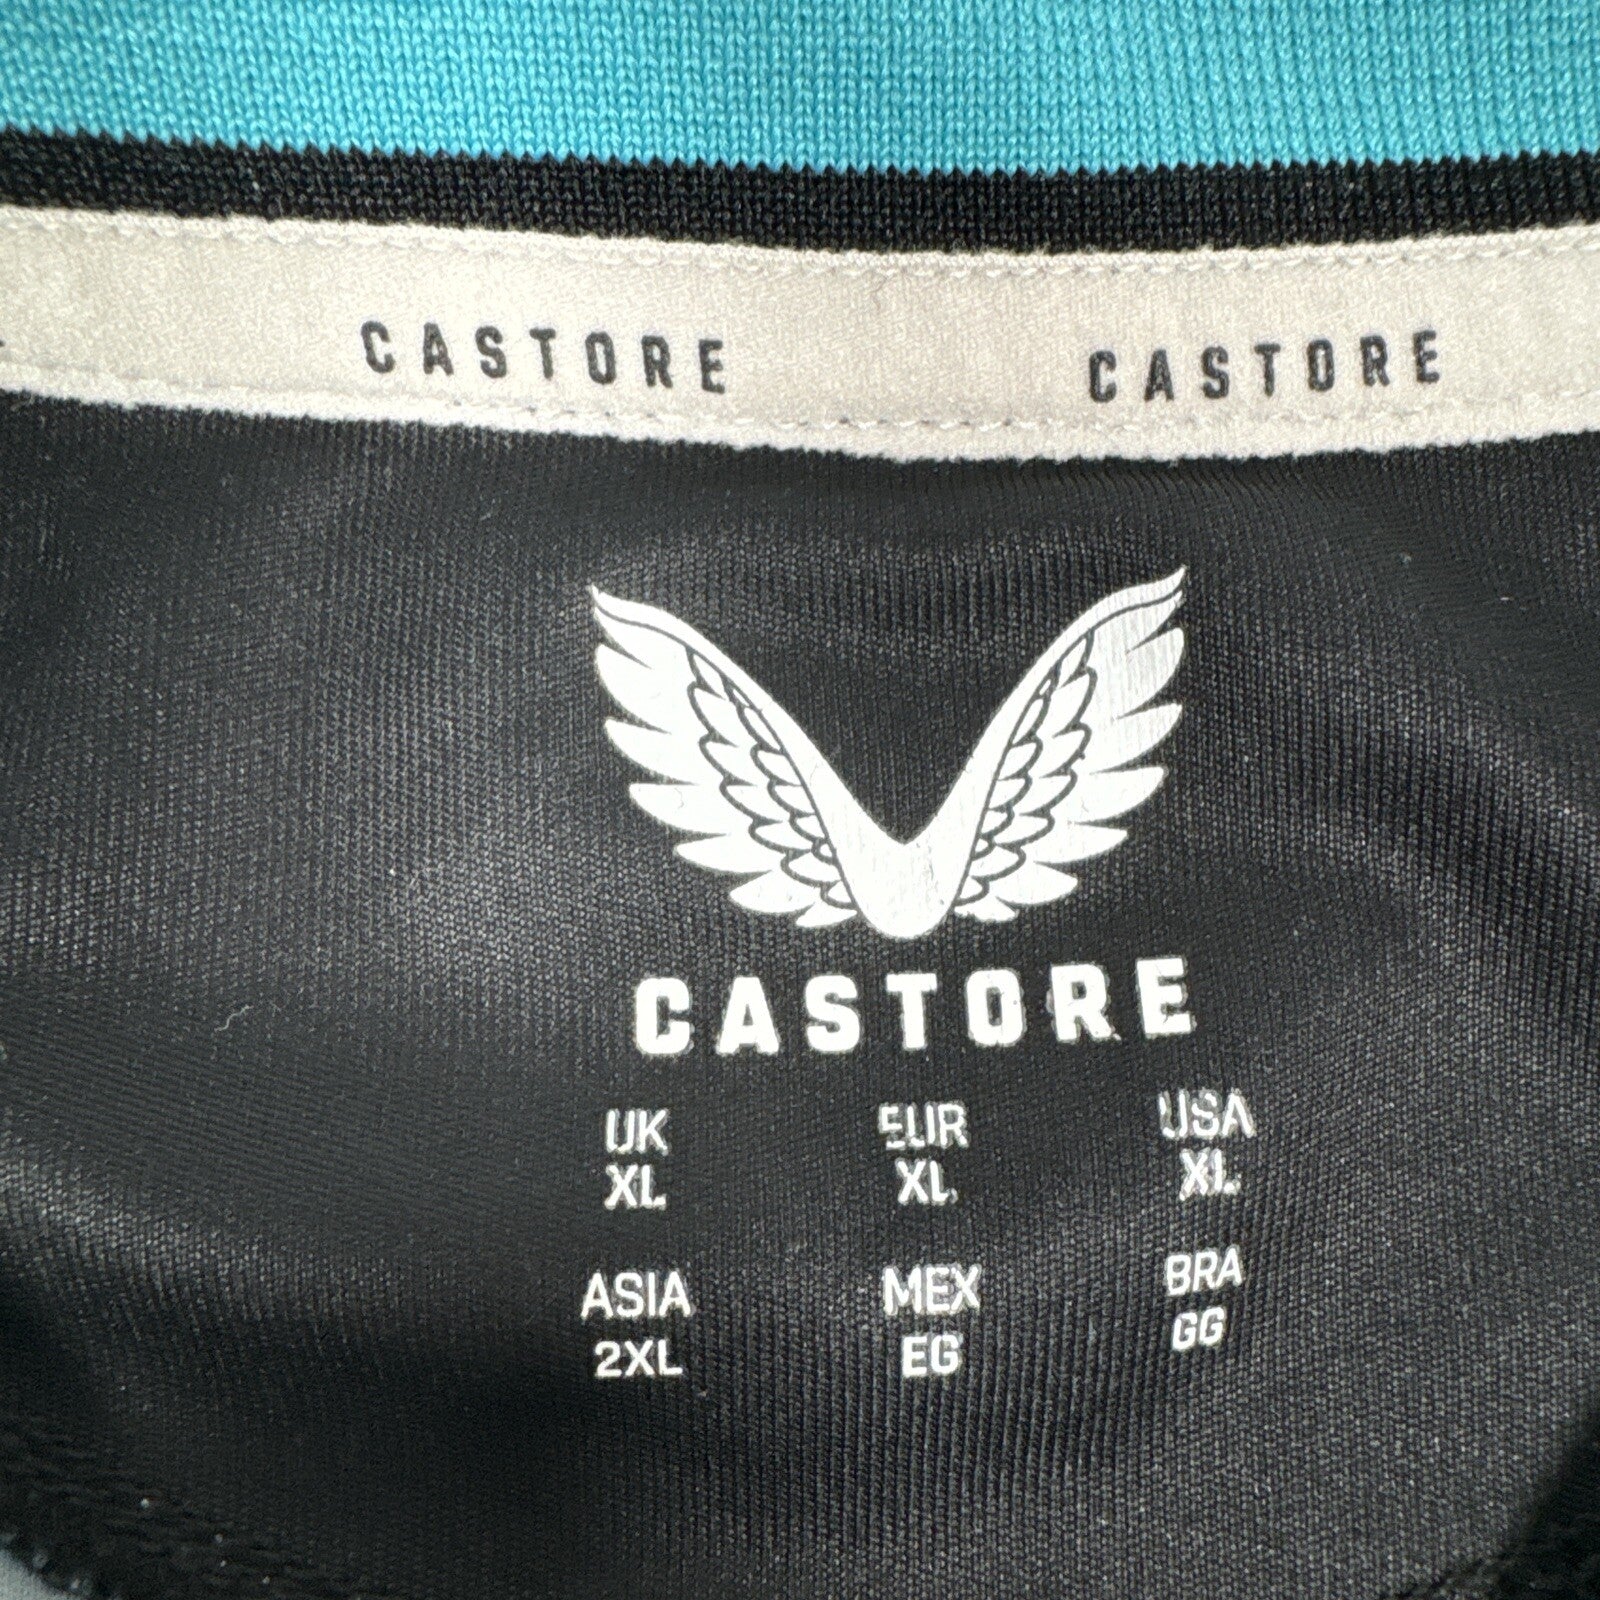 CASTORE CASTORE
CASTORE
UK EUR USA
XL XL XL
ASIA MEX BRA
2XL EG GG